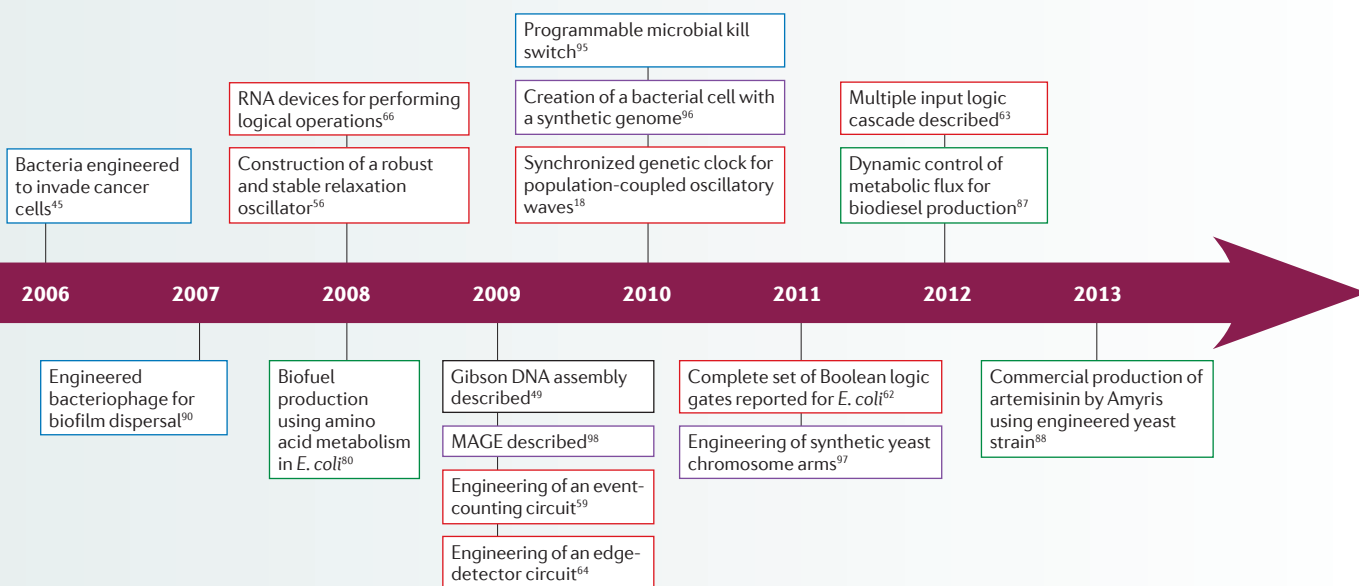 Programmable microbial kill
switch⁹⁵
RNA devices for performing
logical operations⁶⁶
Creation of a bacterial cell with
a synthetic genome⁹⁶
Multiple input logic
cascade described⁶³
Bacteria engineered
to invade cancer
cells⁴⁵
Construction of a robust
and stable relaxation
oscillator⁵⁶
Synchronized genetic clock for
population-coupled oscillatory
waves¹⁸
Dynamic control of
metabolic flux for
biodiesel production⁸⁷
2006 2007 2008 2009 2010 2011 2012 2013
Engineered
bacteriophage for
biofilm dispersal⁹⁰
Biofuel
production
using amino
acid metabolism
in E. coli⁸⁰
Gibson DNA assembly
described⁴⁹
MAGE described⁹⁸
Engineering of an event-
counting circuit⁵⁹
Engineering of an edge-
detector circuit⁶⁴
Complete set of Boolean logic
gates reported for E. coli⁶²
Engineering of synthetic yeast
chromosome arms⁹⁷
Commercial production of
artemisinin by Amyris
using engineered yeast
strain⁸⁸